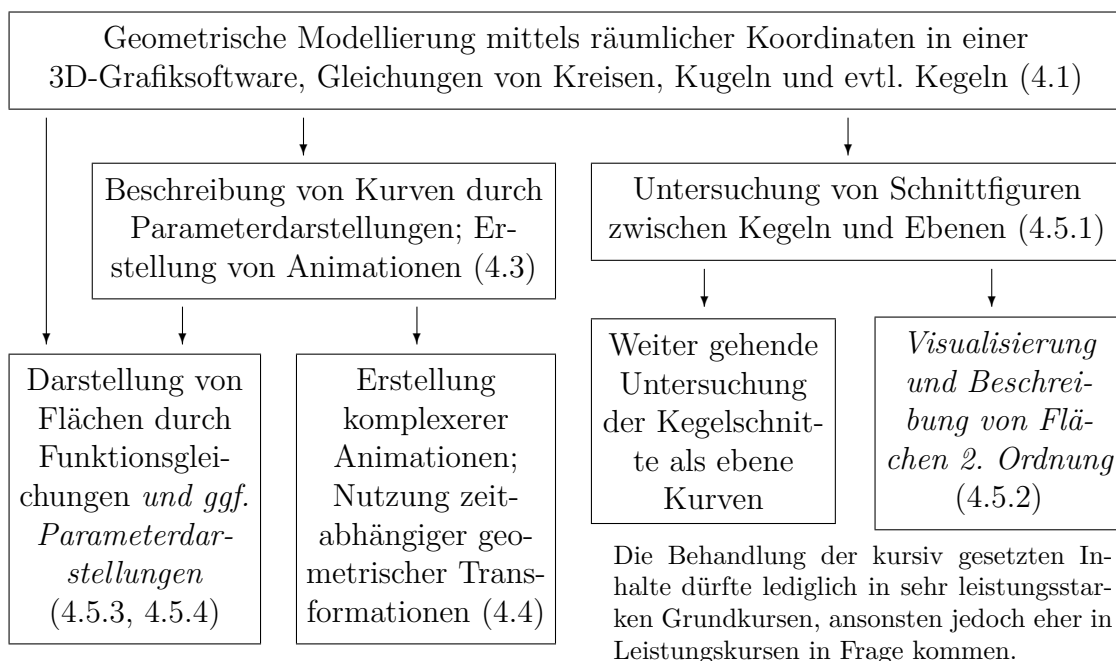 Geometrische Modellierung mittels räumlicher Koordinaten in einer
3D-Grafiksoftware, Gleichungen von Kreisen, Kugeln und evtl. Kegeln (4.1)
Beschreibung von Kurven durch
Parameterdarstellungen; Er-
stellung von Animationen (4.3)
Untersuchung von Schnittfiguren
zwischen Kegeln und Ebenen (4.5.1)
Darstellung von
Flächen durch
Funktionsglei-
chungen und ggf.
Parameterdar-
stellungen
(4.5.3, 4.5.4)
Erstellung
komplexerer
Animationen;
Nutzung zeit-
abhängiger geo-
metrischer Trans-
formationen (4.4)
Weiter gehende
Untersuchung
der Kegelschnit-
te als ebene
Kurven
Visualisierung
und Beschrei-
bung von Flä-
chen 2. Ordnung
(4.5.2)
Die Behandlung der kursiv gesetzten In-
halte dürfte lediglich in sehr leistungsstar-
ken Grundkursen, ansonsten jedoch eher in
Leistungskursen in Frage kommen.